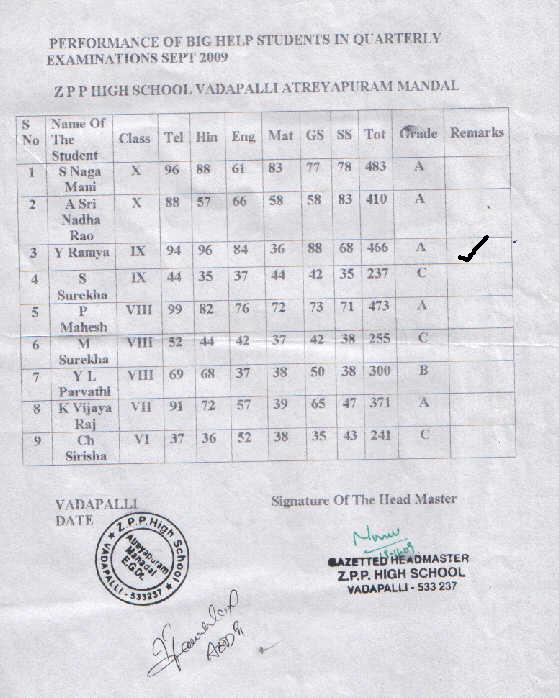 PERFORMANCE OF BIG HELP STUDENTS IN QUARTERLY
EXAMINATIONS SEPT 2009
Z P P HIGH SCHOOL VADAPALLI ATREYAPURAM MANDAL
S No Name Of The Student Class Tel Hin Eng Mat GS SS Tot Grade Remarks
1 S Naga Mani X 96 88 61 83 77 78 483 A
2 A Sri Nadha Rao X 88 57 66 58 58 83 410 A
3 Y Ramya IX 94 96 84 36 88 68 466 A
4 S Surekha IX 44 35 37 44 42 35 237 C
5 P Mahesh VIII 99 82 76 72 73 71 473 A
6 M Surekha VIII 52 44 42 37 42 38 255 C
7 Y L Parvathi VIII 69 68 37 38 50 38 300 B
8 K Vijaya Raj VII 91 72 57 39 65 47 371 A
9 Ch Sirisha VI 37 36 52 38 35 43 241 C
VADAPALLI
DATE
Signature Of The Head Master
Z.P.P. High School
VADAPALLI - 533237
Atreyapuram
Mandal
E.G.Dt.
GAZETTED HEADMASTER
Z.P.P. HIGH SCHOOL
VADAPALLI - 533 237